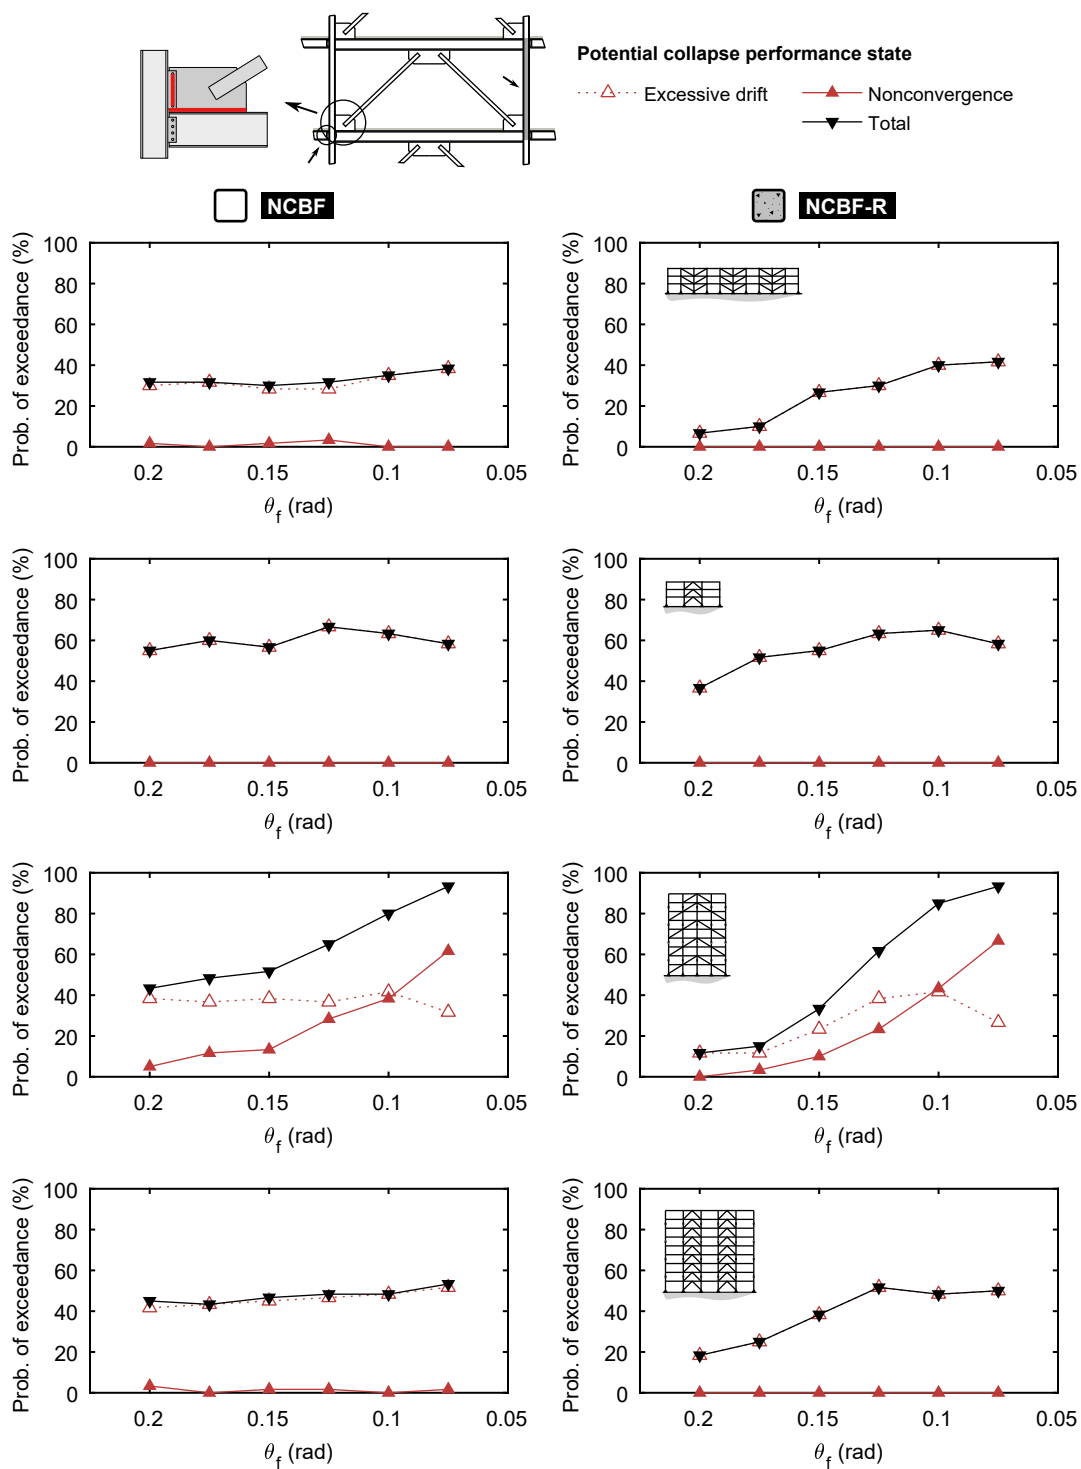 Potential collapse performance state
Excessive drift
Nonconvergence
Total
NCBF
NCBF-R
Prob. of exceedance (%)
100
80
60
40
20
0
0.2 0.15 0.1 0.05
θf (rad)
Prob. of exceedance (%)
100
80
60
40
20
0
0.2 0.15 0.1 0.05
θf (rad)
Prob. of exceedance (%)
100
80
60
40
20
0
0.2 0.15 0.1 0.05
θf (rad)
Prob. of exceedance (%)
100
80
60
40
20
0
0.2 0.15 0.1 0.05
θf (rad)
Prob. of exceedance (%)
100
80
60
40
20
0
0.2 0.15 0.1 0.05
θf (rad)
Prob. of exceedance (%)
100
80
60
40
20
0
0.2 0.15 0.1 0.05
θf (rad)
Prob. of exceedance (%)
100
80
60
40
20
0
0.2 0.15 0.1 0.05
θf (rad)
Prob. of exceedance (%)
100
80
60
40
20
0
0.2 0.15 0.1 0.05
θf (rad)